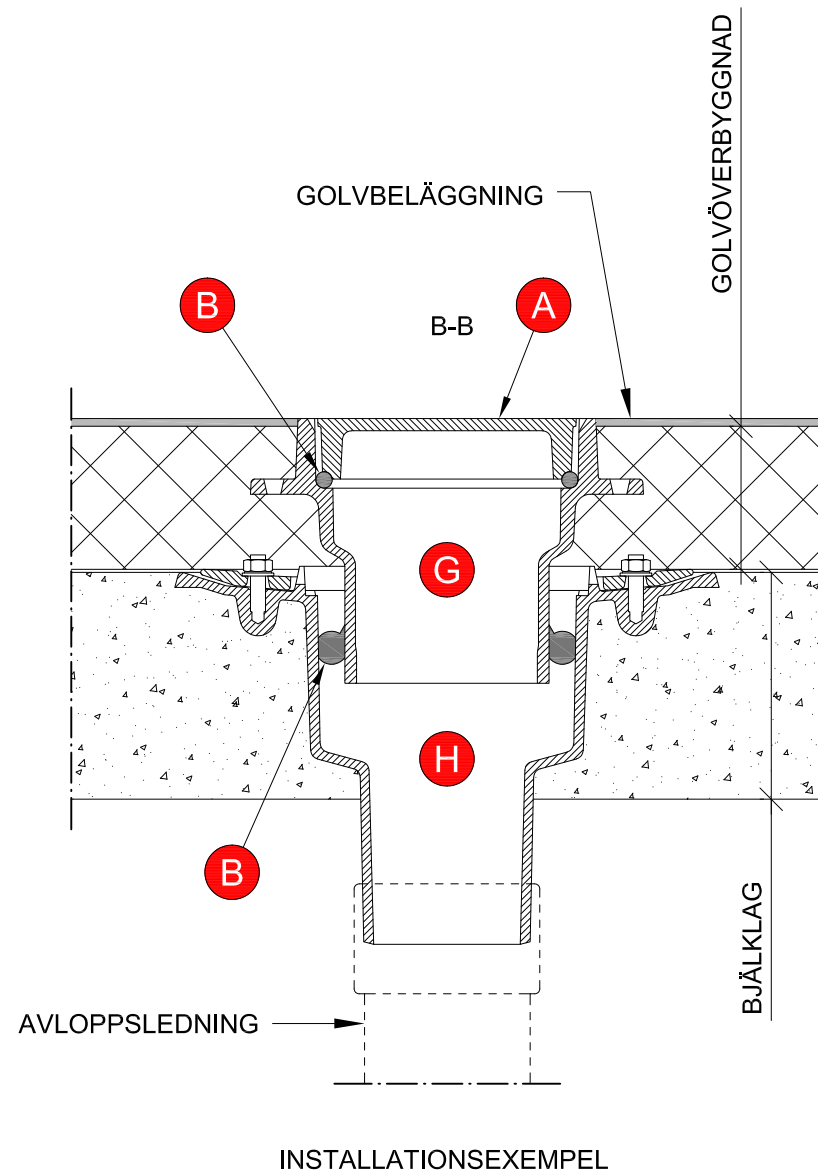 GOLVÖVERBYGGNAD
GOLVBELÄGGNING
B
A
B-B
G
H
B
BJÄLKLAG
AVLOPPSLEDNING
INSTALLATIONSEXEMPEL